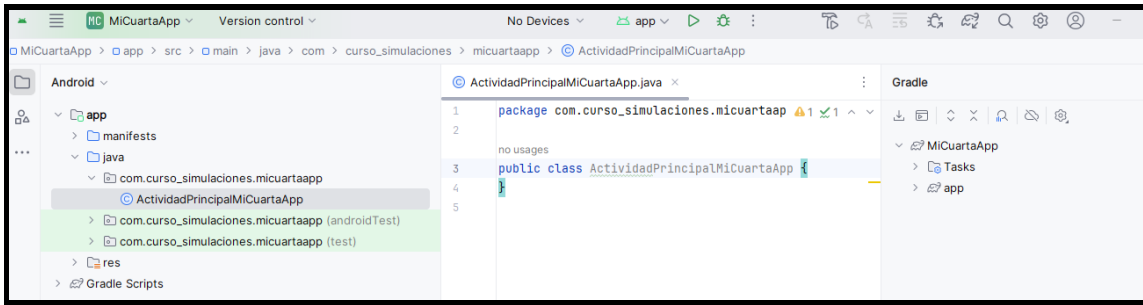 MC MiCuartaApp Version control No Devices app
MiCuartaApp > app > src > main > java > com > curso_simulaciones > micuartaapp > © ActividadPrincipalMiCuartaApp
Android
app
manifests
java
com.curso_simulaciones.micuartaapp
© ActividadPrincipalMiCuartaApp
com.curso_simulaciones.micuartaapp (androidTest)
com.curso_simulaciones.micuartaapp (test)
res
Gradle Scripts
© ActividadPrincipalMiCuartaApp.java ×
1 package com.curso_simulaciones.micuartaap 1 1
2
no usages
3 public class ActividadPrincipalMiCuartaApp {
4 }
5
Gradle
MiCuartaApp
Tasks
app